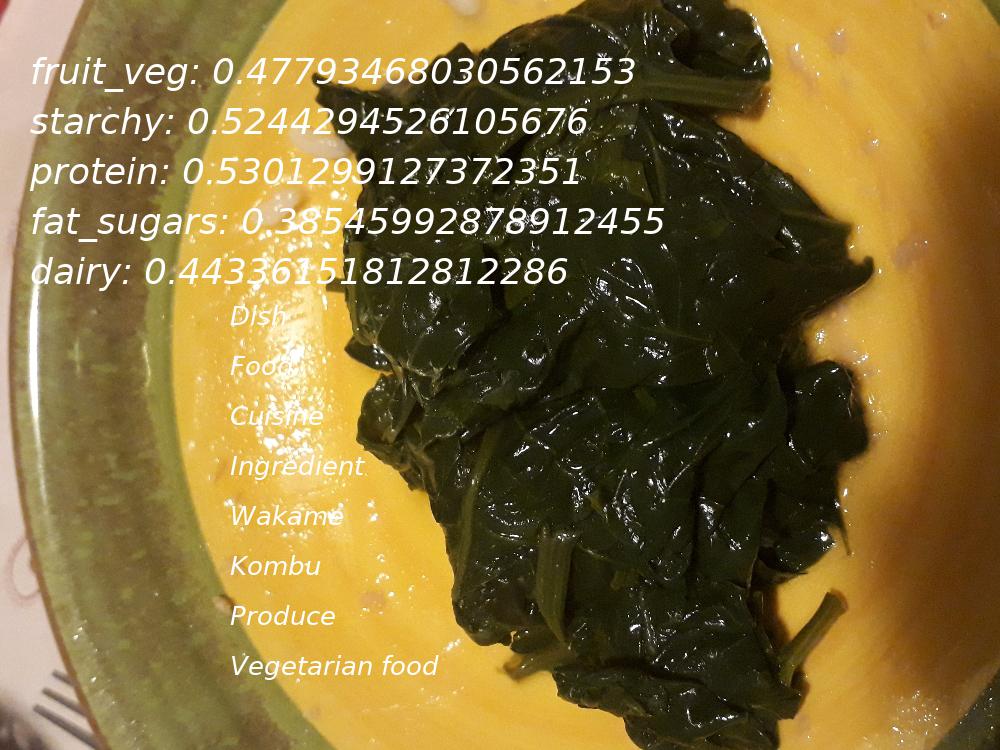 fruit_veg: 0.47793468030562153
starchy: 0.5244294526105676
protein: 0.5301299127372351
fat_sugars: 0.38545992878912455
dairy: 0.44336151812812286
Dish
Food
Cuisine
Ingredient
Wakame
Kombu
Produce
Vegetarian food